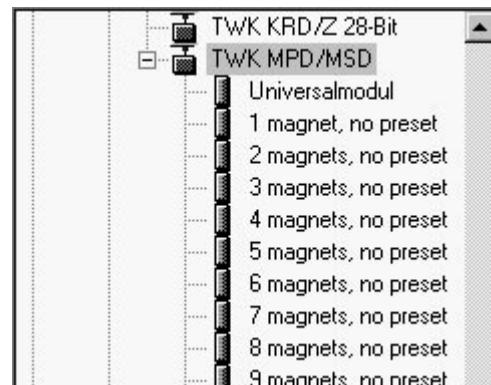 TWK KRD/Z 28-Bit
TWK MPD/MSD
Universalmodul
1 magnet, no preset
2 magnets, no preset
3 magnets, no preset
4 magnets, no preset
5 magnets, no preset
6 magnets, no preset
7 magnets, no preset
8 magnets, no preset
9 magnets, no preset